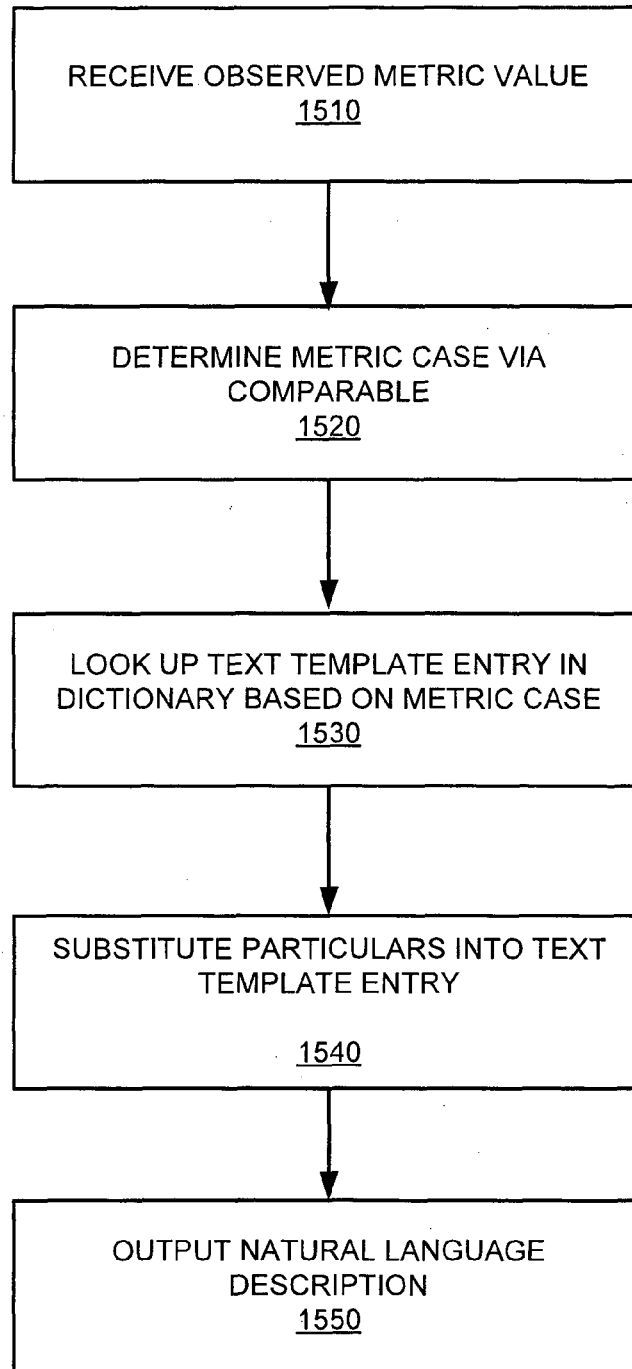 RECEIVE OBSERVED METRIC VALUE
1510
DETERMINE METRIC CASE VIA
COMPARABLE
1520
LOOK UP TEXT TEMPLATE ENTRY IN
DICTIONARY BASED ON METRIC CASE
1530
SUBSTITUTE PARTICULARS INTO TEXT
TEMPLATE ENTRY
1540
OUTPUT NATURAL LANGUAGE
DESCRIPTION
1550